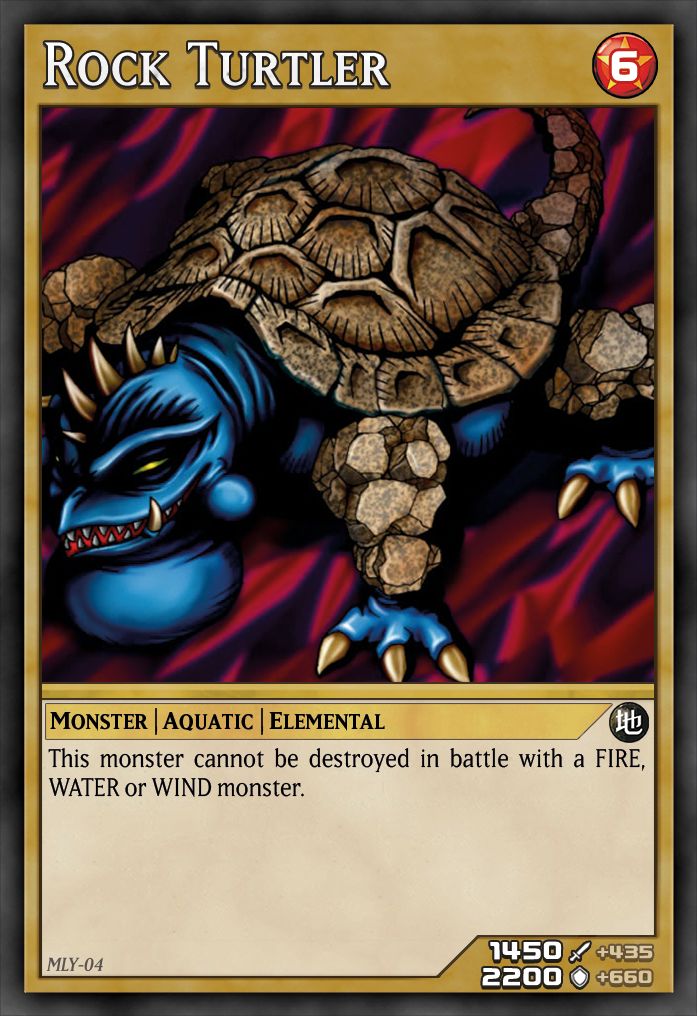 Rock Turtler
6
Monster | Aquatic | Elemental
地
This monster cannot be destroyed in battle with a FIRE,
WATER or WIND monster.
1450 +435
MLY-04
2200 +660